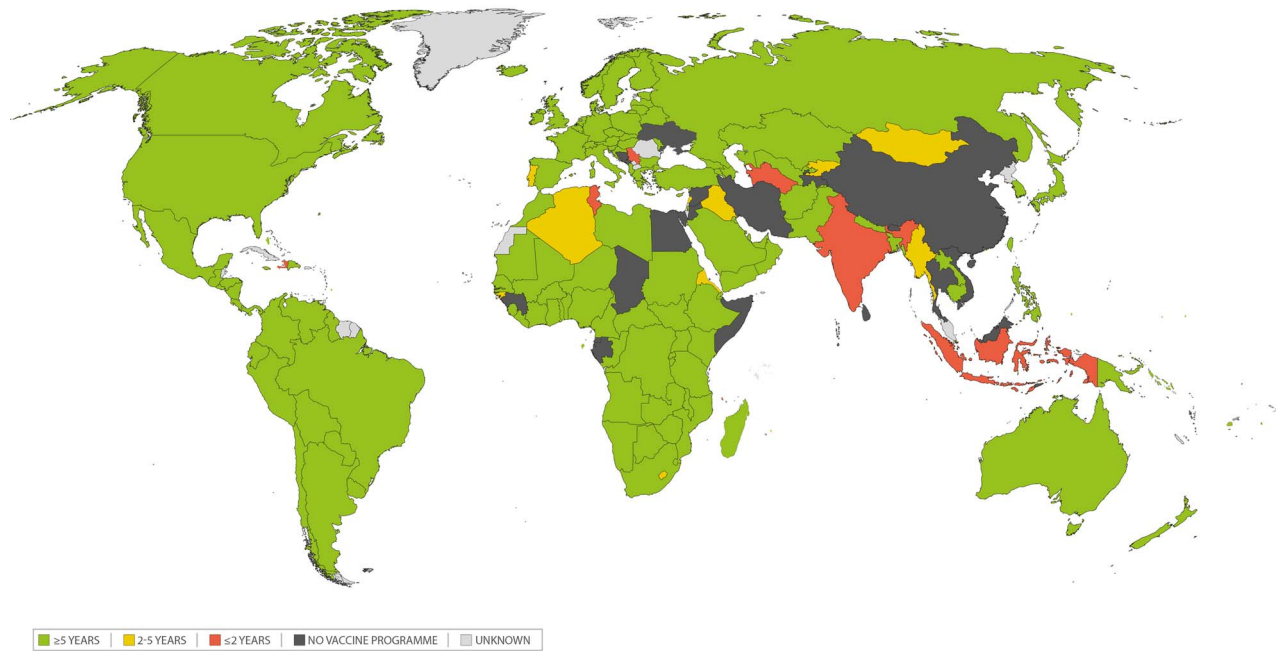 ≥5 YEARS | 2-5 YEARS | ≤2 YEARS | NO VACCINE PROGRAMME | UNKNOWN